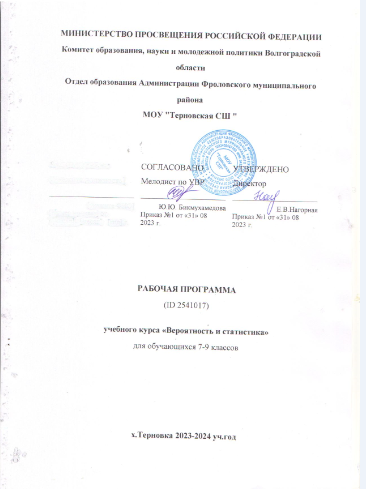 МИНИСТЕРСТВО ПРОСВЕЩЕНИЯ РОССИЙСКОЙ ФЕДЕРАЦИИ
Комитет образования, науки и молодежной политики Волгоградской
области
Отдел образования Администрации Фроловского муниципального
района
МОУ "Терновская СШ "
СОГЛАСОВАНО УТВЕРЖДЕНО
Методист по УВР Директор
Ю.Ю. Бикмухамедова Е.В.Нагорная
Приказ №1 от «31» 08 Приказ №1 от «31» 08
2023 г 2023 г.
РАБОЧАЯ ПРОГРАММА
(ID 2541017)
учебного курса «Вероятность и статистика»
для обучающихся 7-9 классов
х.Терновка 2023-2024 уч.год